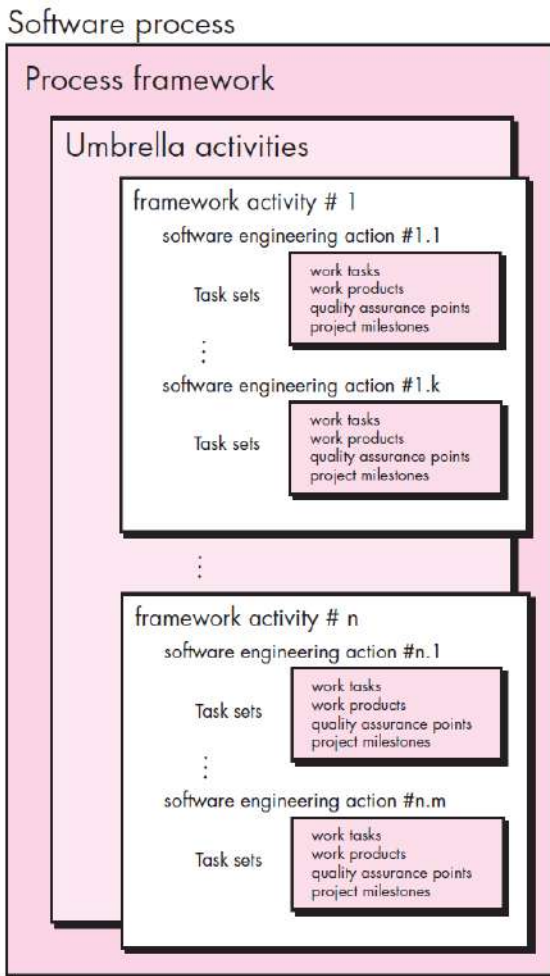 Software process
Process framework
Umbrella activities
framework activity # 1
software engineering action #1.1
Task sets
work tasks
work products
quality assurance points
project milestones
⋮
software engineering action #1.k
Task sets
work tasks
work products
quality assurance points
project milestones
⋮
framework activity # n
software engineering action #n.1
Task sets
work tasks
work products
quality assurance points
project milestones
⋮
software engineering action #n.m
Task sets
work tasks
work products
quality assurance points
project milestones